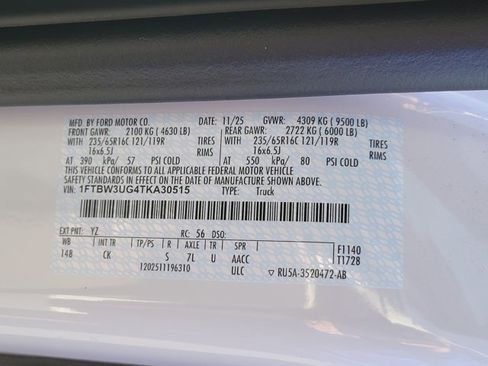 MFD. BY FORD MOTOR CO. 11/25 GVWR: 4309 KG ( 9500 LB)
FRONT GAWR: 2100 KG ( 4630 LB) REAR GAWR: 2722 KG ( 6000 LB)
WITH 235/65R16C 121/119R TIRES WITH 235/65R16C 121/119R TIRES
16x6.5J RIMS 16x6.5J RIMS
AT 390 kPa/ 57 PSI COLD AT 550 kPa/ 80 PSI COLD
THIS VEHICLE CONFORMS TO ALL APPLICABLE FEDERAL MOTOR VEHICLE
SAFETY STANDARDS IN EFFECT ON THE DATE OF MANUFACTURE SHOWN ABOVE.
VIN: 1FTBW3UG4TKA30515 TYPE: Truck
EXT PNT: YZ RC: 56 DSO:
WB INT TR TP/PS R AXLE TR SPR F1140
148 CK S 7L U AACC T1728
1202511196310 ULC ▽ RU5A-3520472-AB